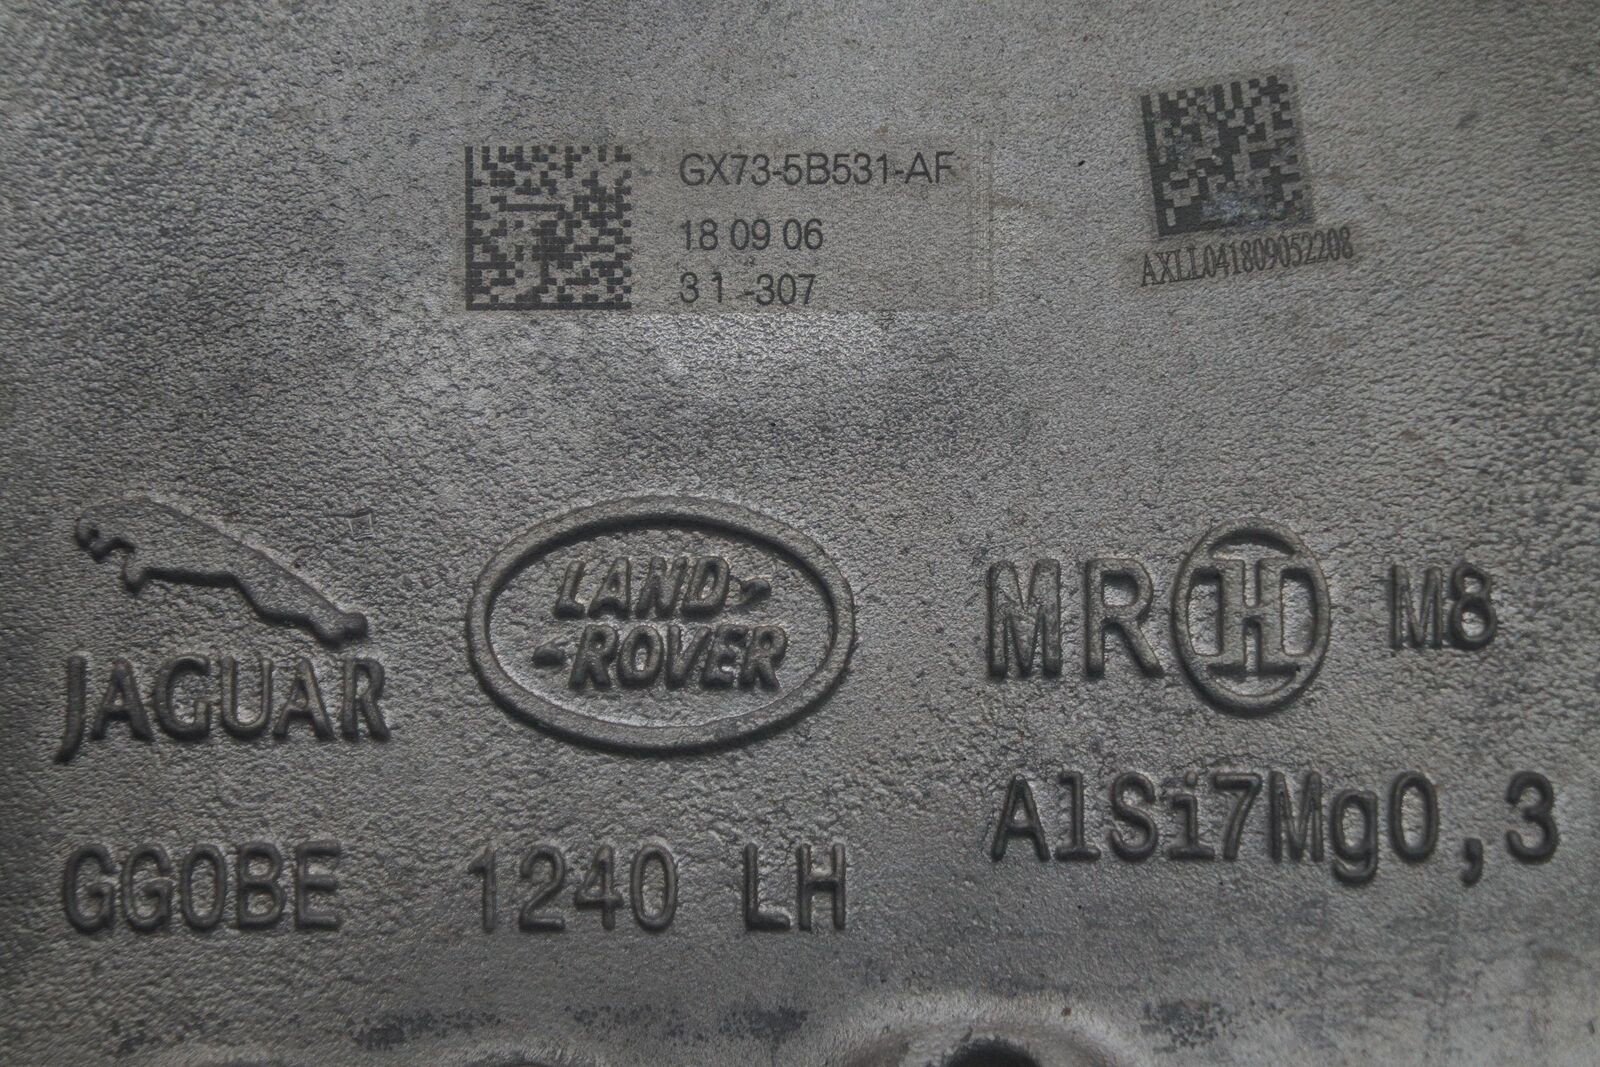 GX73-5B531-AF
18 09 06
31-307
AXLL041809052208
JAGUAR
LAND
ROVER
MR H M8
AlSi7Mg0,3
GG0BE 1240 LH